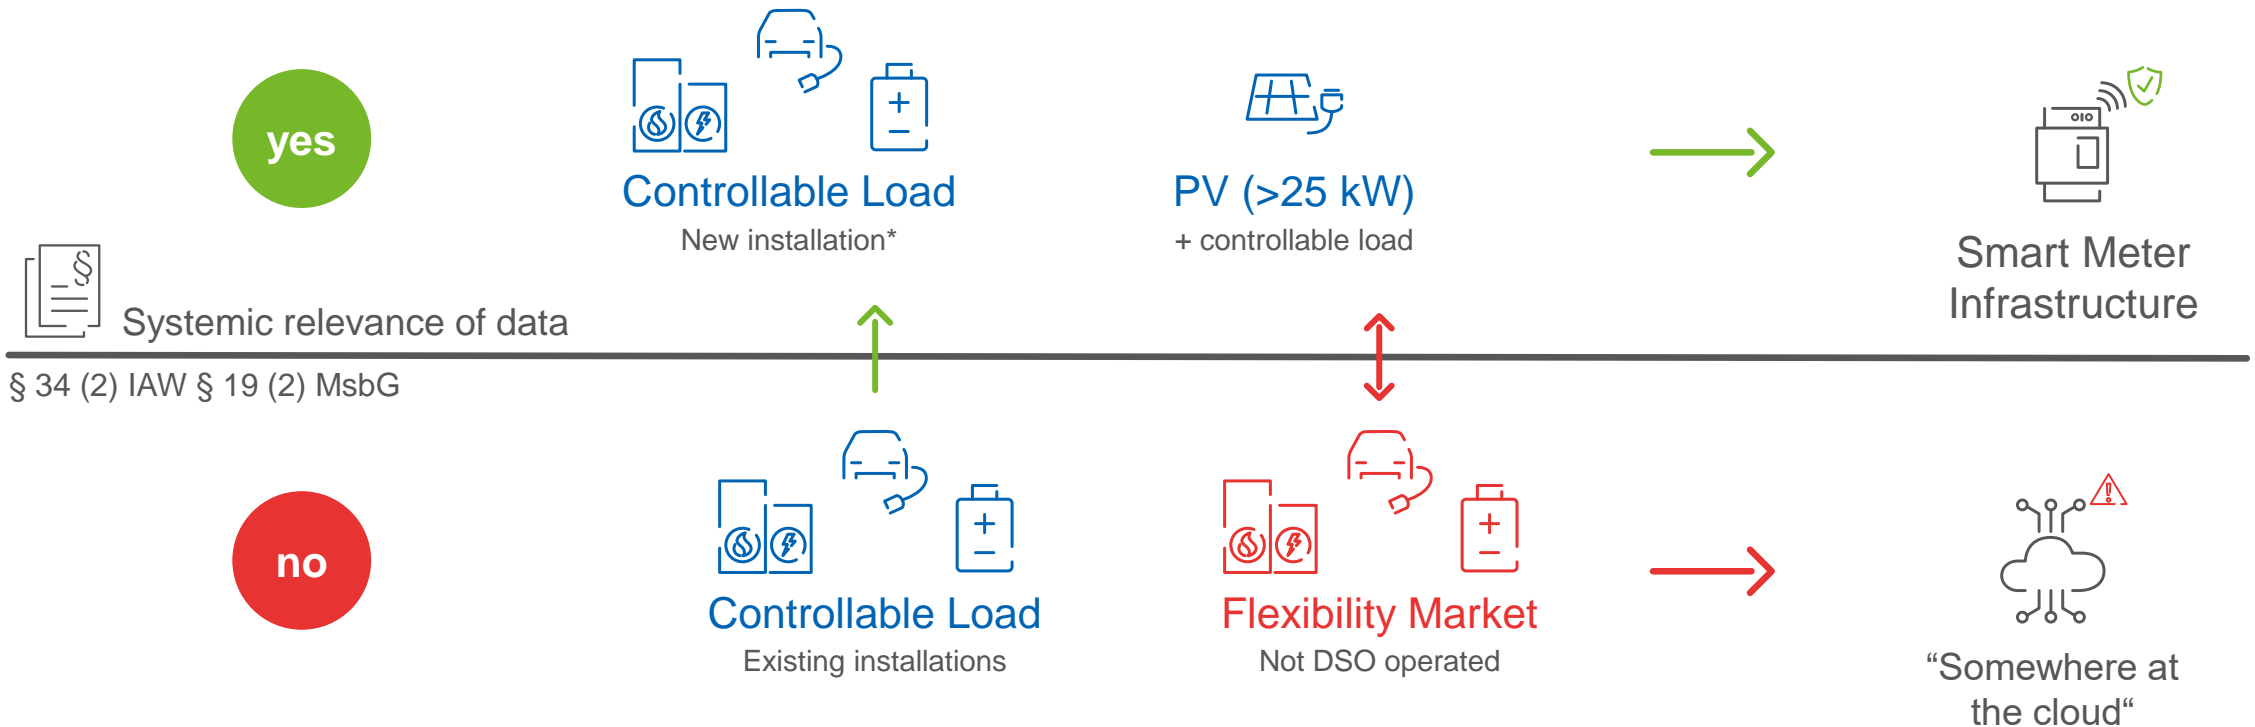 yes
Controllable Load
New installation*
PV (>25 kW)
+ controllable load
Smart Meter
Infrastructure
§
Systemic relevance of data
§ 34 (2) IAW § 19 (2) MsbG
no
Controllable Load
Existing installations
Flexibility Market
Not DSO operated
“Somewhere at
the cloud“